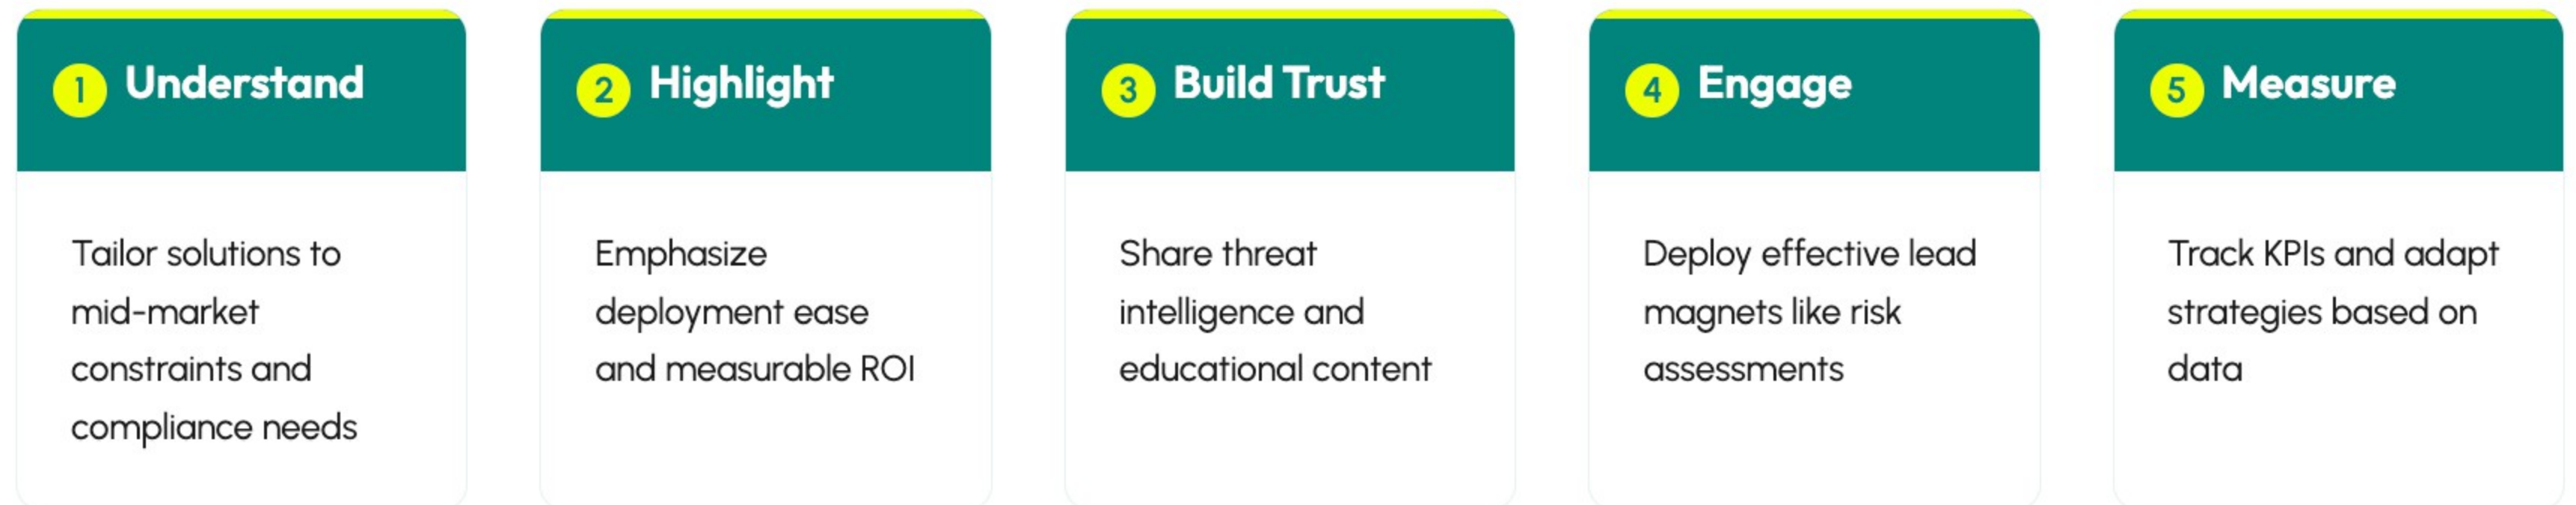 1 Understand
Tailor solutions to
mid-market
constraints and
compliance needs
2 Highlight
Emphasize
deployment ease
and measurable ROI
3 Build Trust
Share threat
intelligence and
educational content
4 Engage
Deploy effective lead
magnets like risk
assessments
5 Measure
Track KPIs and adapt
strategies based on
data